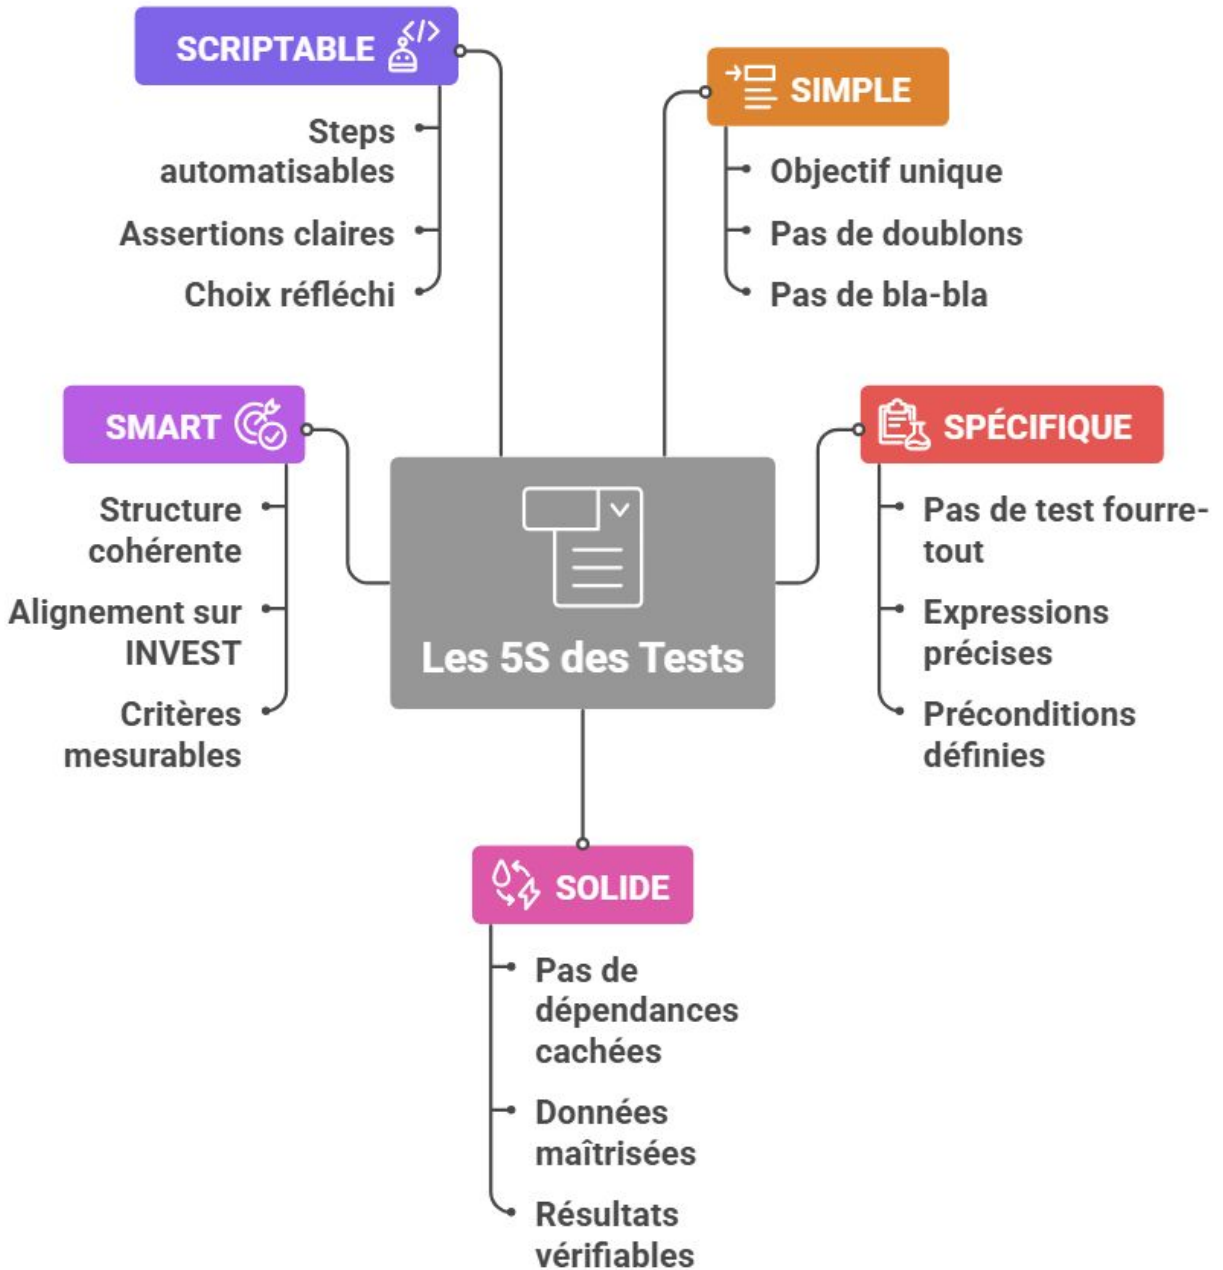 SCRIPTABLE </>
Steps
automatisables
Assertions claires
Choix réfléchi
SIMPLE
Objectif unique
Pas de doublons
Pas de bla-bla
SMART
Structure
cohérente
Alignement sur
INVEST
Critères
mesurables
SPÉCIFIQUE
Pas de test fourre-
tout
Expressions
précises
Préconditions
définies
Les 5S des Tests
SOLIDE
Pas de
dépendances
cachées
Données
maîtrisées
Résultats
vérifiables